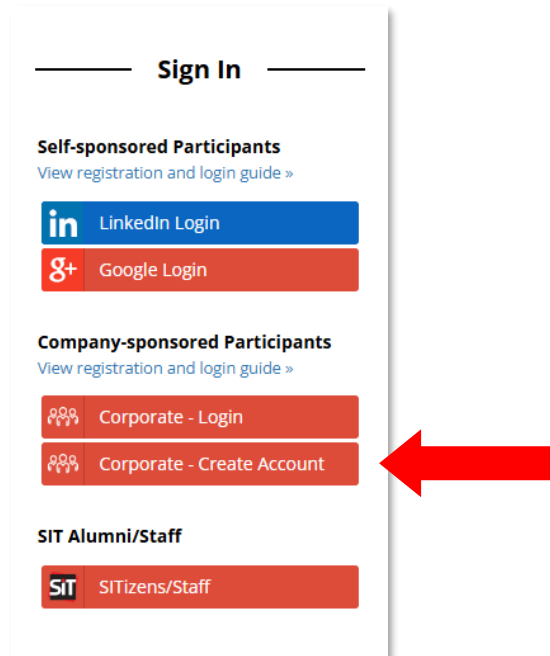 Sign In
Self-sponsored Participants
View registration and login guide »
in LinkedIn Login
g+ Google Login
Company-sponsored Participants
View registration and login guide »
Corporate - Login
Corporate - Create Account
SIT Alumni/Staff
SiT SITizens/Staff